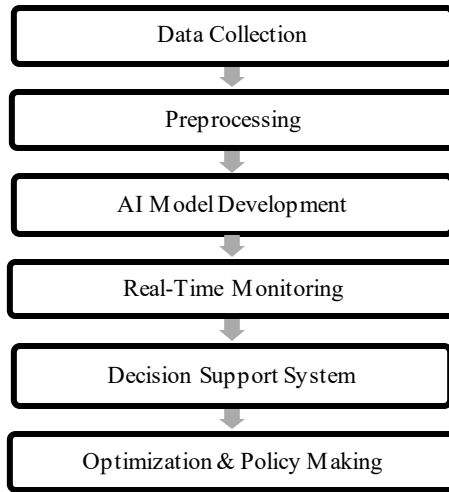 Data Collection
Preprocessing
AI Model Development
Real-Time Monitoring
Decision Support System
Optimization & Policy Making